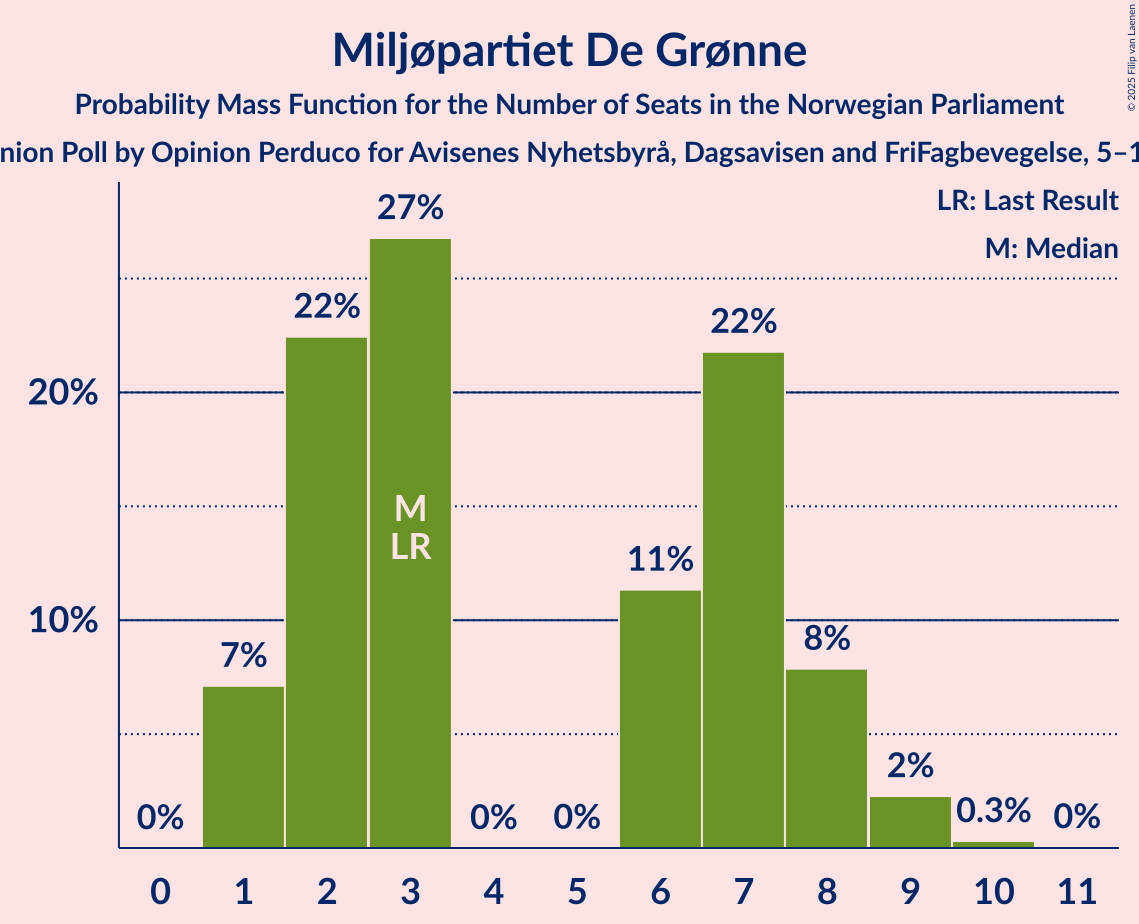 Miljøpartiet De Grønne
Probability Mass Function for the Number of Seats in the Norwegian Parliament
Poll by Opinion Perduco for Avisenes Nyhetsbyrå, Dagsavisen and FriFagbevegelse,
© 2025 Filip van Laenen
LR: Last Result
M: Median
27%
22%
22%
20%
M
LR
11%
10%
8%
7%
2%
0.3%
0%
0%
0%
0%
0 1 2 3 4 5 6 7 8 9 10 11